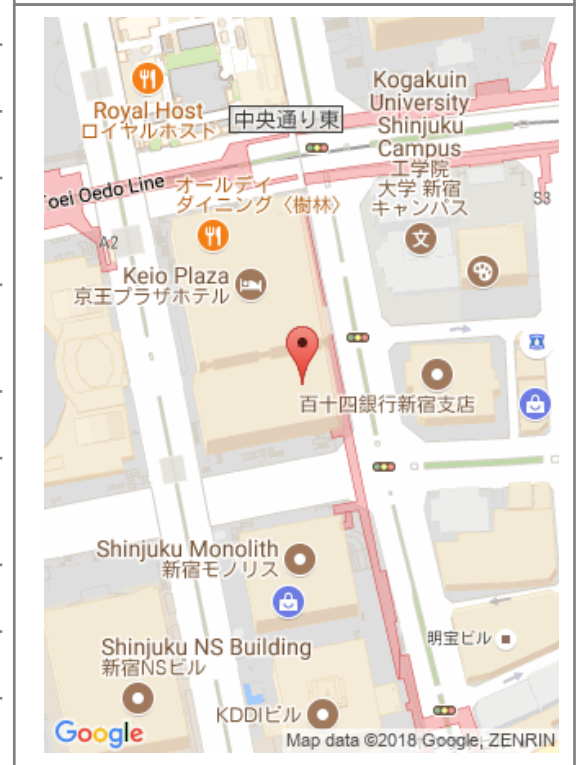 Royal Host
ロイヤルホスト
中央通り東
Kogakuin
University
Shinjuku
Campus
工学院
大学 新宿
キャンパス
Toei Oedo Line
オールデイ
ダイニング〈樹林〉
S3
A2
Keio Plaza
京王プラザホテル
文
百十四銀行新宿支店
Shinjuku Monolith
新宿モノリス
Shinjuku NS Building
新宿NSビル
明宝ビル
KDDIビル
Google
Map data ©2018 Google, ZENRIN